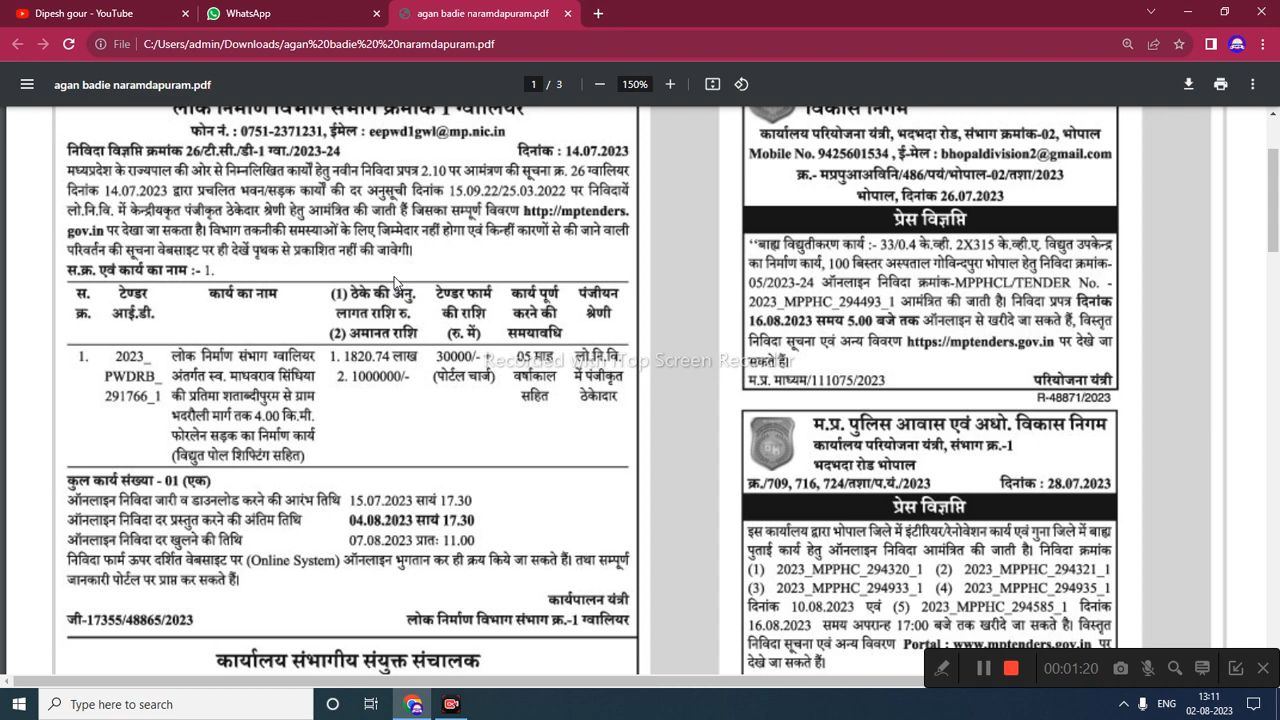 Dipesh gour - YouTube
WhatsApp
agan badie naramdapuram.pdf
File
C:/Users/admin/Downloads/agan%20badie%20%20naramdapuram.pdf
agan badie naramdapuram.pdf
1 / 3
150%
लोक निर्माण विभाग संभाग क्रमांक 1 ग्वालियर
फोन नं. : 0751-2371231, ईमेल : eepwd1gwl@mp.nic.in
निविदा विज्ञप्ति क्रमांक 26/टी.सी./डी-1 ग्वा./2023-24 दिनांक : 14.07.2023
मध्यप्रदेश के राज्यपाल की ओर से निम्नलिखित कार्यों हेतु नवीन निविदा प्रपत्र 2.10 पर आमंत्रण की सूचना क्र. 26 ग्वालियर
दिनांक 14.07.2023 द्वारा प्रचलित भवन/सड़क कार्यों की दर अनुसूची दिनांक 15.09.22/25.03.2022 पर निविदायें
लो.नि.वि. में केन्द्रीयकृत पंजीकृत ठेकेदार श्रेणी हेतु आमंत्रित की जाती हैं जिसका सम्पूर्ण विवरण http://mptenders.
gov.in पर देखा जा सकता है। विभाग तकनीकी समस्याओं के लिए जिम्मेदार नहीं होगा एवं किन्हीं कारणों से की जाने वाली
परिवर्तन की सूचना वेबसाइट पर ही देखें पृथक से प्रकाशित नहीं की जावेगी।
स.क्र. एवं कार्य का नाम :- 1.
स. टेण्डर कार्य का नाम (1) ठेके की अनु. टेण्डर फार्म कार्य पूर्ण पंजीयन
क्र. आई.डी. लागत राशि रु. की राशि करने की श्रेणी
(2) अमानत राशि (रु. में) समयावधि
1. 2023_ लोक निर्माण संभाग ग्वालियर 1. 1820.74 लाख 30000/- + 05 माह लो.नि.वि.
PWDRB_ अंतर्गत स्व. माधवराव सिंधिया 2. 1000000/- (पोर्टल चार्ज) वर्षाकाल में पंजीकृत
291766_1 की प्रतिमा शताब्दीपुरम से ग्राम सहित ठेकेदार
भदरौली मार्ग तक 4.00 कि.मी.
फोरलेन सड़क का निर्माण कार्य
(विद्युत पोल शिफ्टिंग सहित)
कुल कार्य संख्या - 01 (एक)
ऑनलाइन निविदा जारी व डाउनलोड करने की आरंभ तिथि 15.07.2023 सायं 17.30
ऑनलाइन निविदा दर प्रस्तुत करने की अंतिम तिथि 04.08.2023 सायं 17.30
ऑनलाइन निविदा दर खुलने की तिथि 07.08.2023 प्रातः 11.00
निविदा फार्म ऊपर दर्शित वेबसाइट पर (Online System) ऑनलाइन भुगतान कर ही क्रय किये जा सकते हैं। तथा सम्पूर्ण
जानकारी पोर्टल पर प्राप्त कर सकते हैं।
कार्यपालन यंत्री
जी-17355/48865/2023 लोक निर्माण विभाग संभाग क्र.-1 ग्वालियर
कार्यालय संभागीय संयुक्त संचालक
विकास निगम
कार्यालय परियोजना यंत्री, भदभदा रोड, संभाग क्रमांक-02, भोपाल
Mobile No. 9425601534 , ई-मेल : bhopaldivision2@gmail.com
क्र.- मप्रपुआअविनि/486/पयं/भोपाल-02/तशा/2023
भोपाल, दिनांक 26.07.2023
प्रेस विज्ञप्ति
"बाह्य विद्युतीकरण कार्य :- 33/0.4 के.व्ही. 2X315 के.व्ही.ए. विद्युत उपकेन्द्र
का निर्माण कार्य, 100 बिस्तर अस्पताल गोविन्दपुरा भोपाल हेतु निविदा क्रमांक-
05/2023-24 ऑनलाइन निविदा क्रमांक-MPPHCL/TENDER No. -
2023_MPPHC_294493_1 आमंत्रित की जाती है। निविदा प्रपत्र दिनांक
16.08.2023 समय 5.00 बजे तक ऑनलाइन से खरीदे जा सकते हैं, विस्तृत
निविदा सूचना एवं अन्य विवरण https://mptenders.gov.in पर देखे जा
सकते हैं।
म.प्र. माध्यम/111075/2023 परियोजना यंत्री
R-48871/2023
म.प्र. पुलिस आवास एवं अधो. विकास निगम
कार्यालय परियोजना यंत्री, संभाग क्र.-1
भदभदा रोड भोपाल
क्र./709, 716, 724/तशा/प.यं./2023 दिनांक : 28.07.2023
प्रेस विज्ञप्ति
इस कार्यालय द्वारा भोपाल जिले में इंटीरियर/रेनोवेशन कार्य एवं गुना जिले में बाह्य
पुताई कार्य हेतु ऑनलाइन निविदा आमंत्रित की जाती है। निविदा क्रमांक
(1) 2023_MPPHC_294320_1 (2) 2023_MPPHC_294321_1
(3) 2023_MPPHC_294933_1 (4) 2023_MPPHC_294935_1
दिनांक 10.08.2023 एवं (5) 2023_MPPHC_294585_1 दिनांक
16.08.2023 समय अपरान्ह 17:00 बजे तक खरीदे जा सकते है। विस्तृत
निविदा सूचना एवं अन्य विवरण Portal : www.mptenders.gov.in पर
देखे जा सकते हैं।
Recorded with iTop Screen Recorder
00:01:20
Type here to search
ENG
13:11
02-08-2023